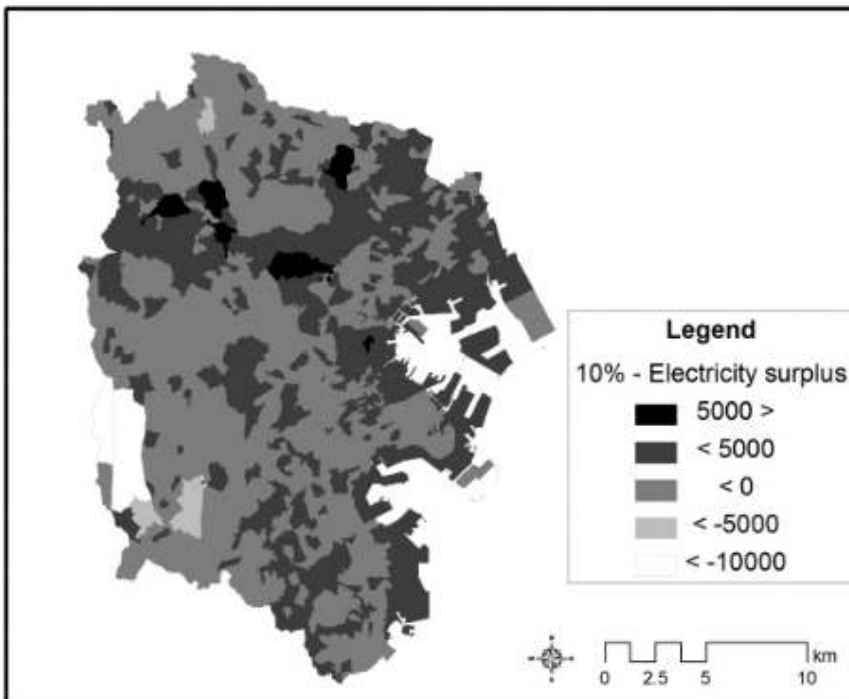 Legend
10% - Electricity surplus
5000 >
< 5000
< 0
< -5000
< -10000
km
0 2.5 5 10